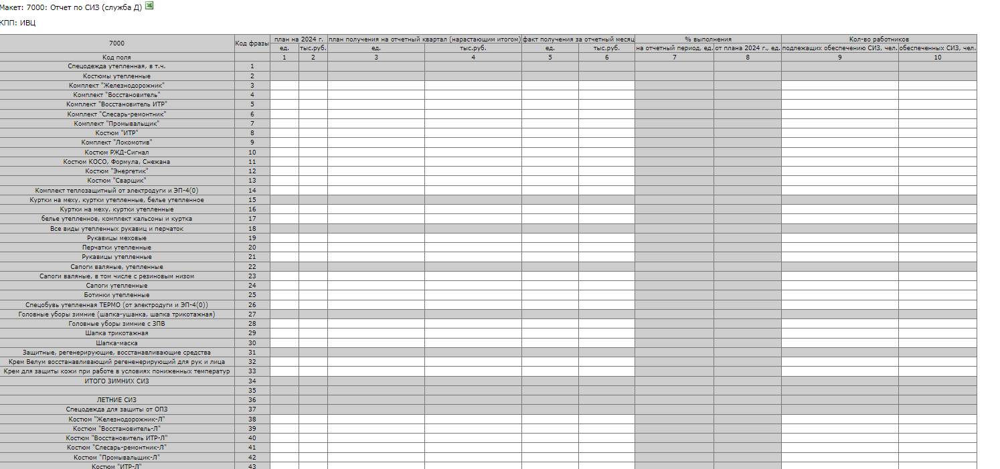 Макет: 7000: Отчет по СИЗ (служба Д)
КПП: ИВЦ
7000 Код фразы план на 2024 г. план получения на отчетный квартал (нарастающим итогом) факт получения за отчетный месяц % выполнения Кол-во работников
ед. тыс.руб. ед. тыс.руб. ед. тыс.руб. на отчетный период, ед. от плана 2024 г., ед. подлежащих обеспечению СИЗ, чел. обеспеченных СИЗ, чел.
Код поля 1 2 3 4 5 6 7 8 9 10
Спецодежда утепленная, в т.ч. 1
Костюмы утепленные 2
Комплект "Железнодорожник" 3
Комплект "Восстановитель" 4
Комплект "Восстановитель ИТР" 5
Комплект "Слесарь-ремонтник" 6
Комплект "Промывальщик" 7
Костюм "ИТР" 8
Комплект "Локомотив" 9
Костюм РЖД-Сигнал 10
Костюм КОСО, Формула, Снежана 11
Костюм "Энергетик" 12
Костюм "Сварщик" 13
Комплект теплозащитный от электродуги и ЭП-4(0) 14
Куртки на меху, куртки утепленные, белье утепленное 15
Куртки на меху, куртки утепленные 16
белье утепленное, комплект кальсоны и куртка 17
Все виды утепленных рукавиц и перчаток 18
Рукавицы меховые 19
Перчатки утепленные 20
Рукавицы утепленные 21
Сапоги валяные, утепленные 22
Сапоги валяные, в том числе с резиновым низом 23
Сапоги утепленные 24
Ботинки утепленные 25
Спецобувь утепленная ТЕРМО (от электродуги и ЭП-4(0)) 26
Головные уборы зимние (шапка-ушанка, шапка трикотажная) 27
Головные уборы зимние с ЗПВ 28
Шапка трикотажная 29
Шапка-маска 30
Защитные, регенерирующие, восстанавливающие средства 31
Крем Велум восстанавливающий регененерирующий для рук и лица 32
Крем для защиты кожи при работе в условиях пониженных температур 33
ИТОГО ЗИМНИХ СИЗ 34
35
ЛЕТНИЕ СИЗ 36
Спецодежда для защиты от ОПЗ 37
Костюм "Железнодорожник-Л" 38
Костюм "Восстановитель-Л" 39
Костюм "Восстановитель ИТР-Л" 40
Костюм "Слесарь-ремонтник-Л" 41
Костюм "Промывальщик-Л" 42
Костюм "ИТР-Л" 43